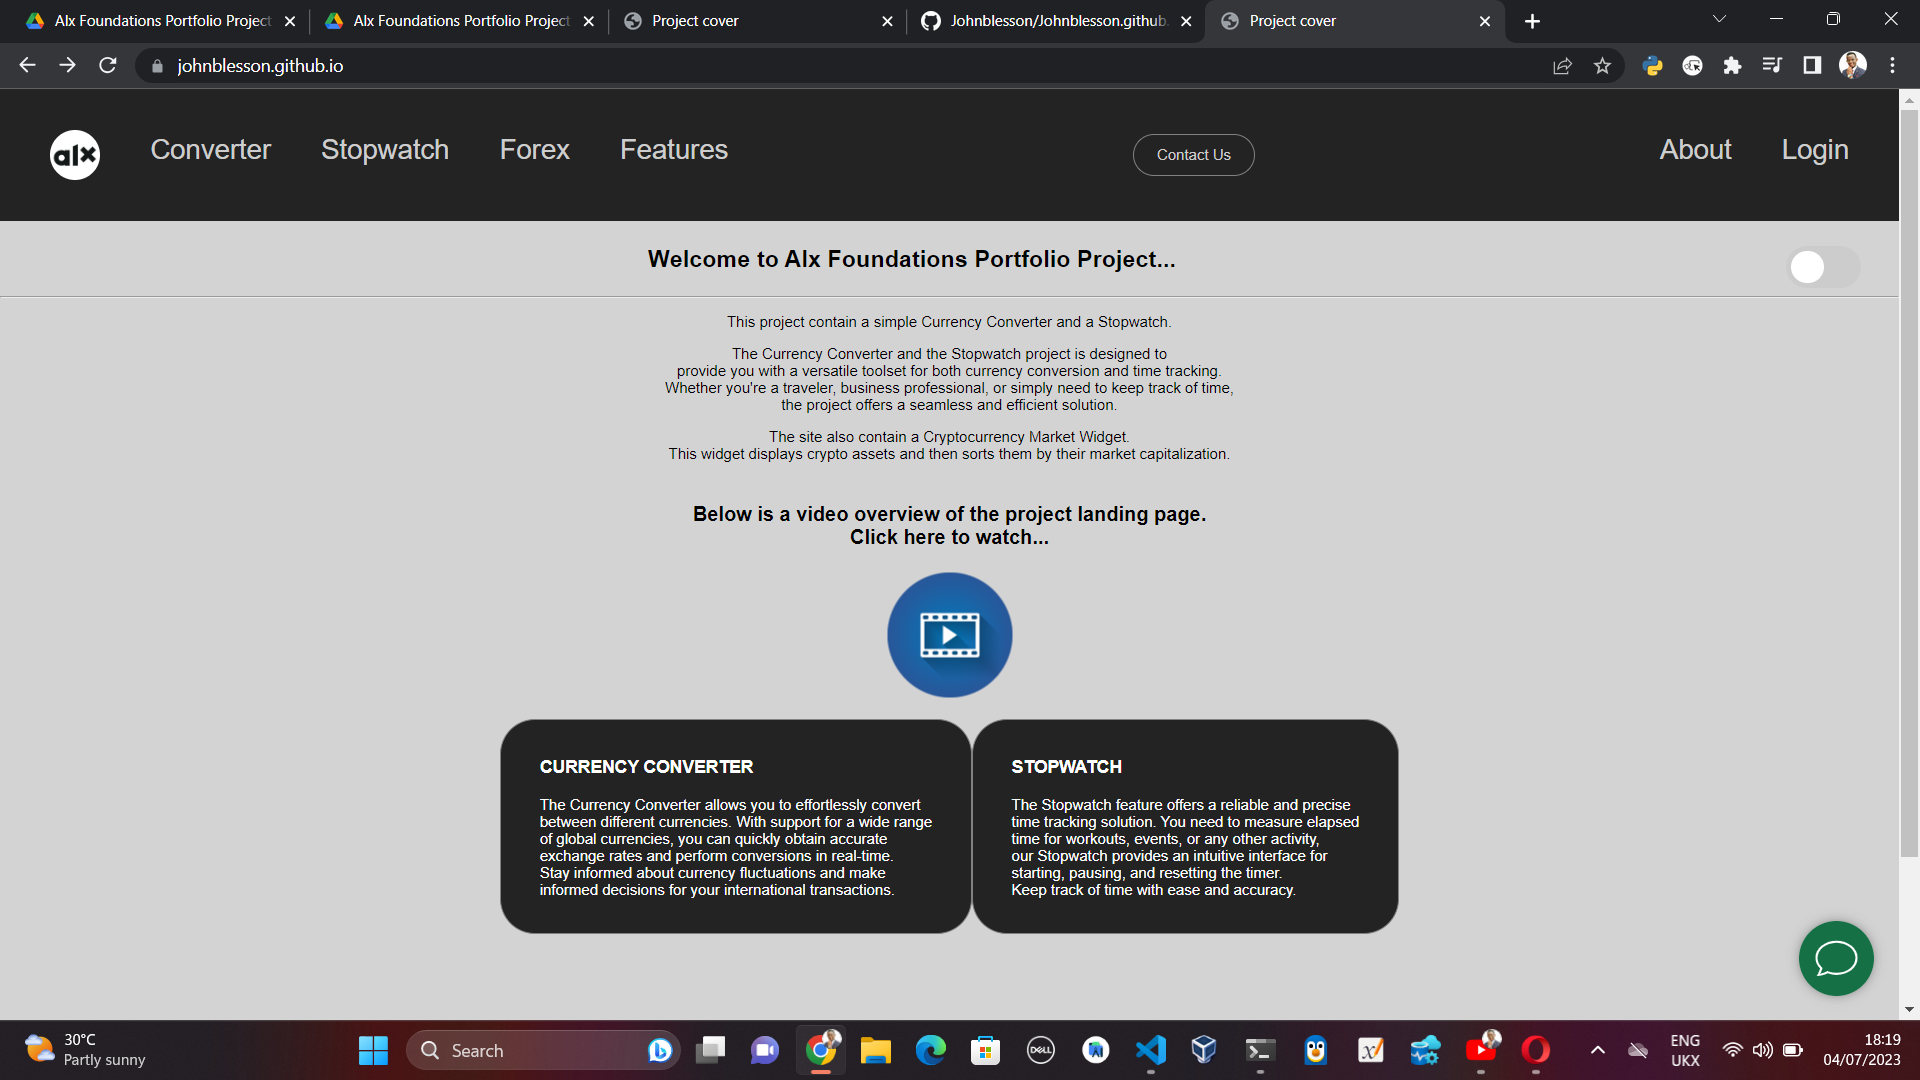 Alx Foundations Portfolio Project
Alx Foundations Portfolio Project
Project cover
Johnblesson/Johnblesson.github.
Project cover
johnblesson.github.io
alx
Converter
Stopwatch
Forex
Features
Contact Us
About
Login
Welcome to Alx Foundations Portfolio Project...
This project contain a simple Currency Converter and a Stopwatch.
The Currency Converter and the Stopwatch project is designed to
provide you with a versatile toolset for both currency conversion and time tracking.
Whether you're a traveler, business professional, or simply need to keep track of time,
the project offers a seamless and efficient solution.
The site also contain a Cryptocurrency Market Widget.
This widget displays crypto assets and then sorts them by their market capitalization.
Below is a video overview of the project landing page.
Click here to watch...
CURRENCY CONVERTER
The Currency Converter allows you to effortlessly convert
between different currencies. With support for a wide range
of global currencies, you can quickly obtain accurate
exchange rates and perform conversions in real-time.
Stay informed about currency fluctuations and make
informed decisions for your international transactions.
STOPWATCH
The Stopwatch feature offers a reliable and precise
time tracking solution. You need to measure elapsed
time for workouts, events, or any other activity,
our Stopwatch provides an intuitive interface for
starting, pausing, and resetting the timer.
Keep track of time with ease and accuracy.
30°C
Partly sunny
Search
DELL
ENG
UKX
18:19
04/07/2023